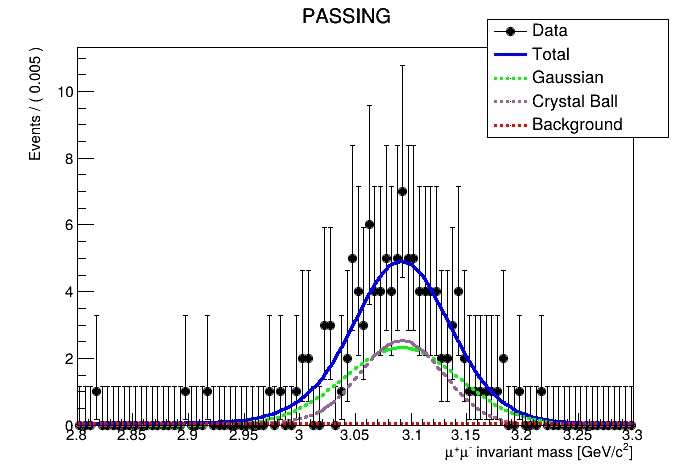 PASSING
Events / ( 0.005 )
Data
Total
Gaussian
Crystal Ball
Background
10
8
6
4
2
0
2.8 2.85 2.9 2.95 3 3.05 3.1 3.15 3.2 3.25 3.3
μ⁺μ⁻ invariant mass [GeV/c²]